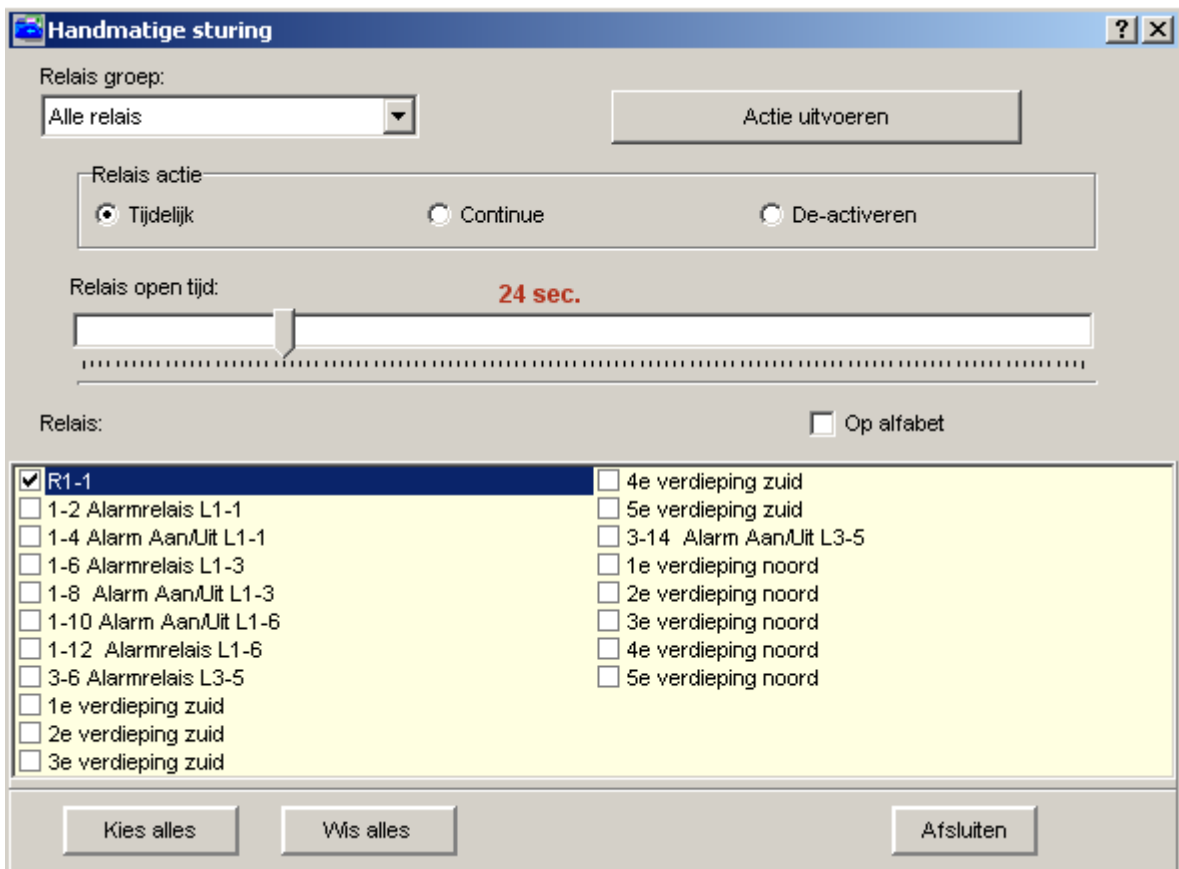 Handmatige sturing
Relais groep:
Alle relais
Actie uitvoeren
Relais actie
Tijdelijk
Continue
De-activeren
Relais open tijd:
24 sec.
Relais:
Op alfabet
R1-1
1-2 Alarmrelais L1-1
1-4 Alarm Aan/Uit L1-1
1-6 Alarmrelais L1-3
1-8  Alarm Aan/Uit L1-3
1-10 Alarm Aan/Uit L1-6
1-12  Alarmrelais L1-6
3-6 Alarmrelais L3-5
1e verdieping zuid
2e verdieping zuid
3e verdieping zuid
4e verdieping zuid
5e verdieping zuid
3-14  Alarm Aan/Uit L3-5
1e verdieping noord
2e verdieping noord
3e verdieping noord
4e verdieping noord
5e verdieping noord
Kies alles
Wis alles
Afsluiten